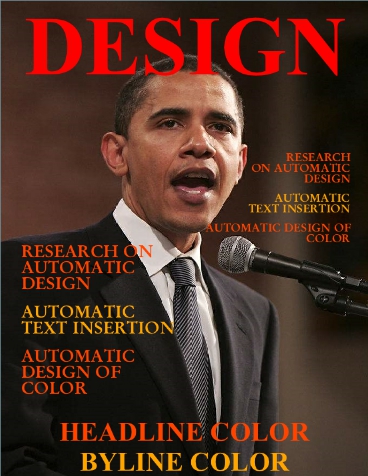 DESIGN
RESEARCH
ON AUTOMATIC
DESIGN
AUTOMATIC
TEXT INSERTION
AUTOMATIC DESIGN OF
COLOR
RESEARCH ON
AUTOMATIC
DESIGN
AUTOMATIC
TEXT INSERTION
AUTOMATIC
DESIGN OF
COLOR
HEADLINE COLOR
BYLINE COLOR